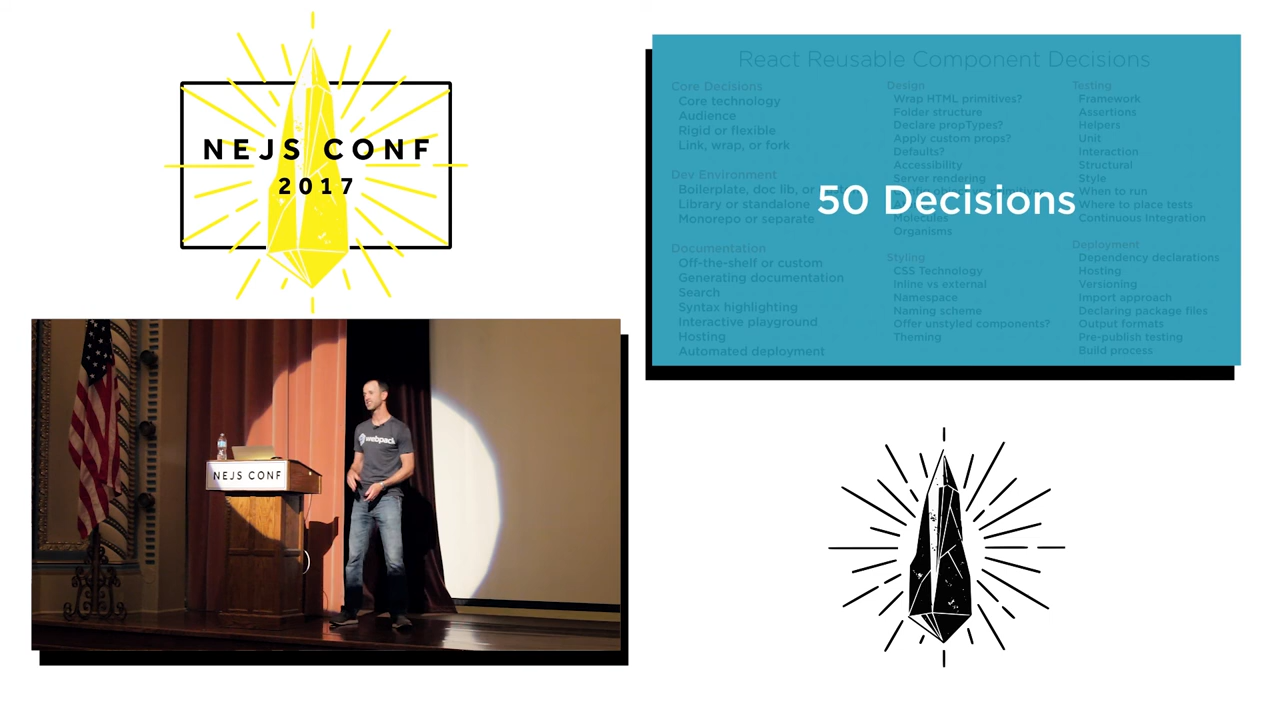 NEJS CONF
2017
React Reusable Component Decisions
Core Decisions
Core technology
Audience
Rigid or flexible
Link, wrap, or fork
Dev Environment
Boilerplate, doc lib, or
Library or standalone
Monorepo or separate
Documentation
Off-the-shelf or custom
Generating documentation
Search
Syntax highlighting
Interactive playground
Hosting
Automated deployment
Design
Wrap HTML primitives?
Folder structure
Declare propTypes?
Apply custom props?
Defaults?
Accessibility
Server rendering
Molecules
Organisms
Styling
CSS Technology
Inline vs external
Namespace
Naming scheme
Offer unstyled components?
Theming
Testing
Framework
Assertions
Helpers
Unit
Interaction
Structural
Style
When to run
Where to place tests
Continuous Integration
Deployment
Dependency declarations
Hosting
Versioning
Import approach
Declaring package files
Output formats
Pre-publish testing
Build process
50 Decisions
webpack
NEJS CONF